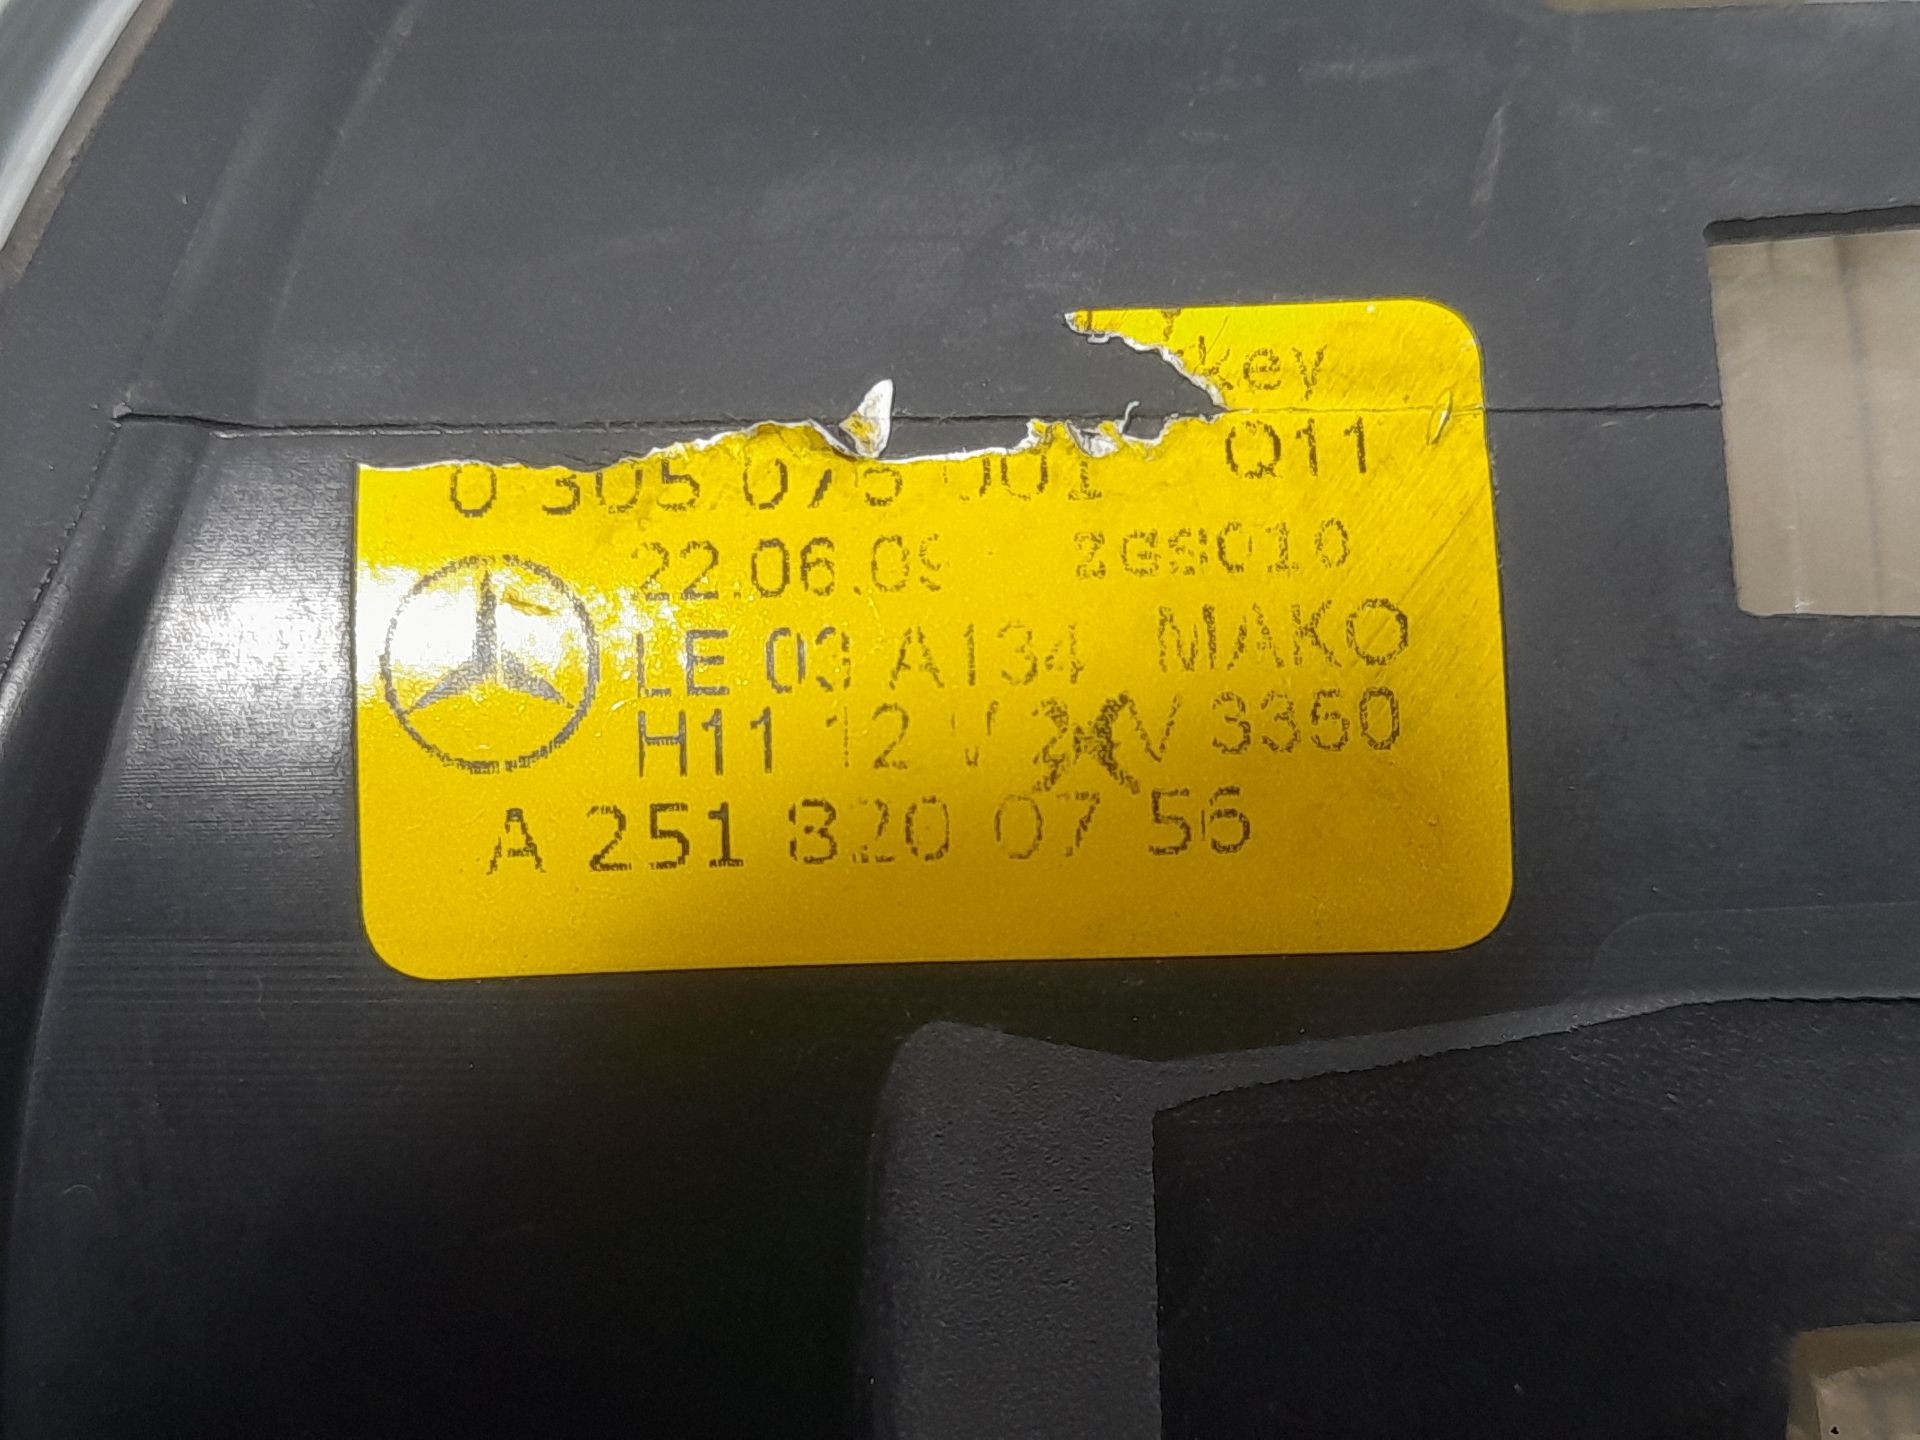 key
0 305 075 001 Q11
22.06.09
LE 03 A134 MAKO
H11 12 V 3350
A 251 820 07 56